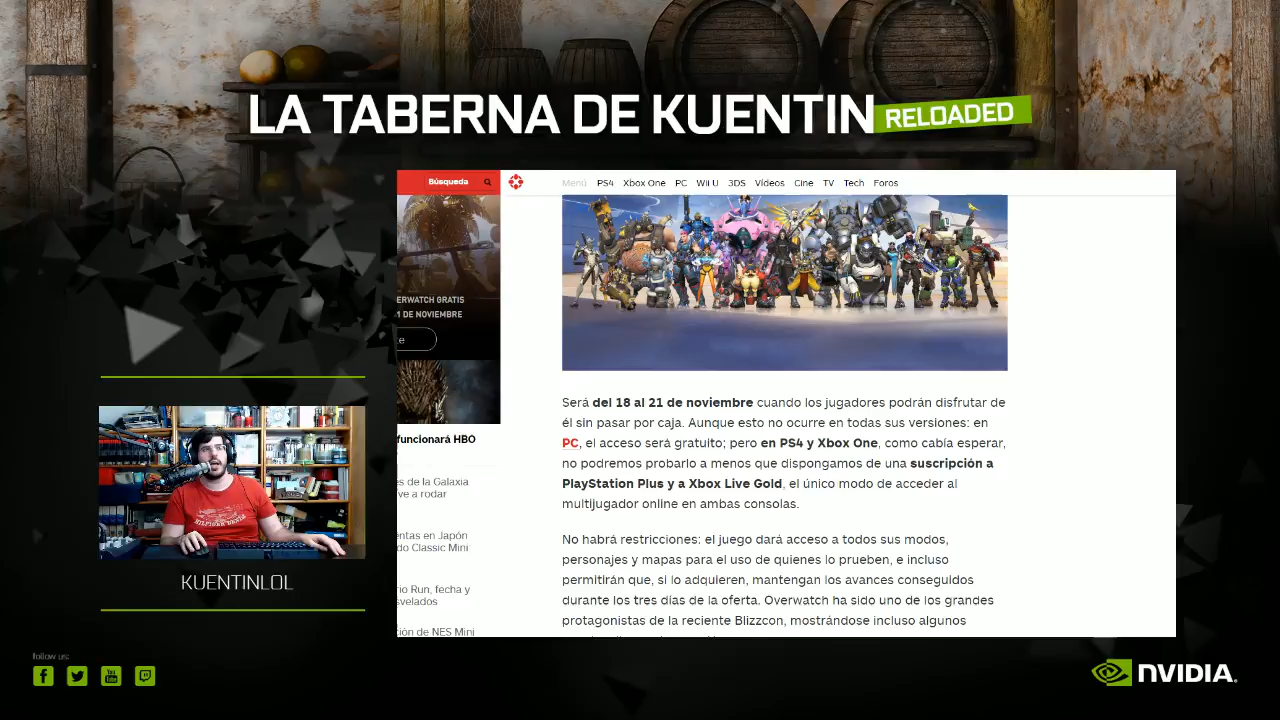 LA TABERNA DE KUENTIN RELOADED
Búsqueda
Menú PS4 Xbox One PC Wii U 3DS Vídeos Cine TV Tech Foros
ERWATCH GRATIS
1 DE NOVIEMBRE
funcionará HBO
es de la Galaxia
ve a rodar
entas en Japón
do Classic Mini
rio Run, fecha y
svelados
ción de NES Mini
Será del 18 al 21 de noviembre cuando los jugadores podrán disfrutar de
él sin pasar por caja. Aunque esto no ocurre en todas sus versiones: en
PC, el acceso será gratuito; pero en PS4 y Xbox One, como cabía esperar,
no podremos probarlo a menos que dispongamos de una suscripción a
PlayStation Plus y a Xbox Live Gold, el único modo de acceder al
multijugador online en ambas consolas.
No habrá restricciones: el juego dará acceso a todos sus modos,
personajes y mapas para el uso de quienes lo prueben, e incluso
permitirán que, si lo adquieren, mantengan los avances conseguidos
durante los tres días de la oferta. Overwatch ha sido uno de los grandes
protagonistas de la reciente Blizzcon, mostrándose incluso algunos
KUENTINLOL
follow us:
NVIDIA.